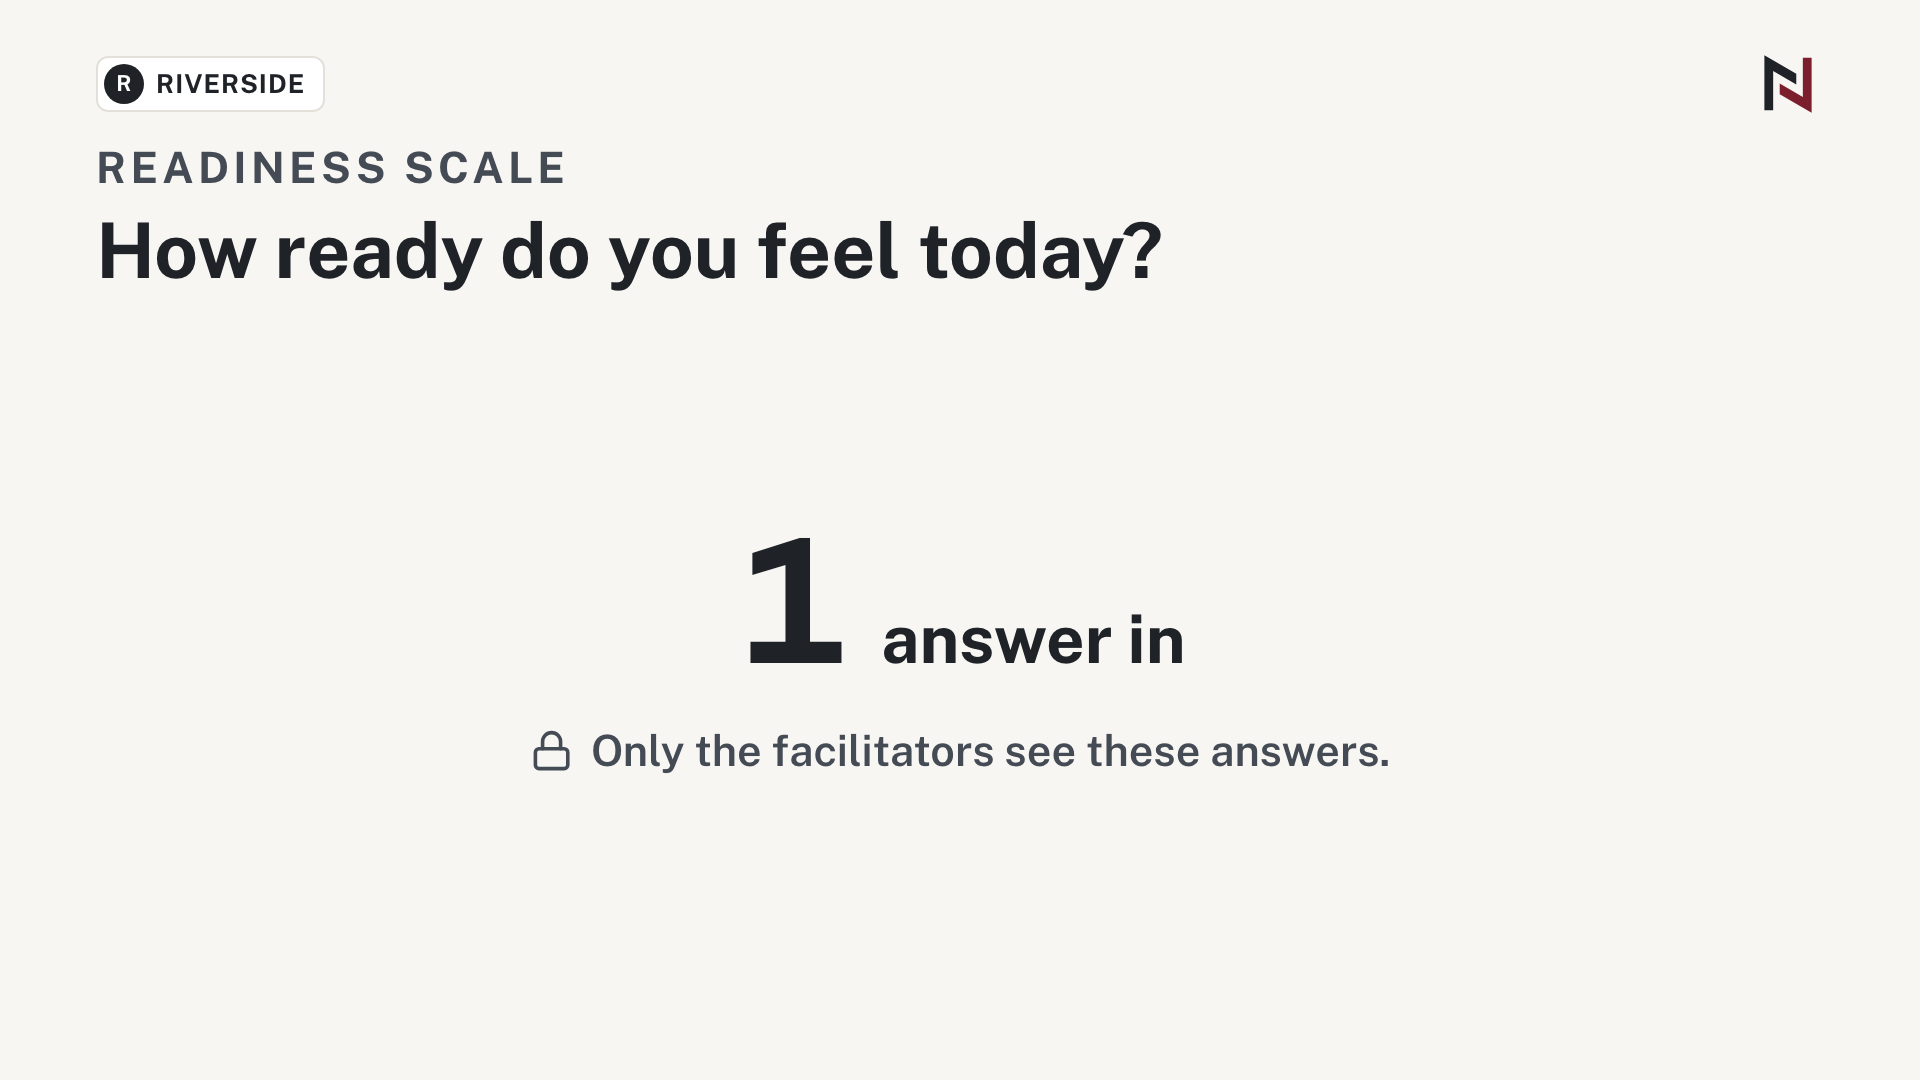 R RIVERSIDE
READINESS SCALE
How ready do you feel today?
1 answer in
Only the facilitators see these answers.